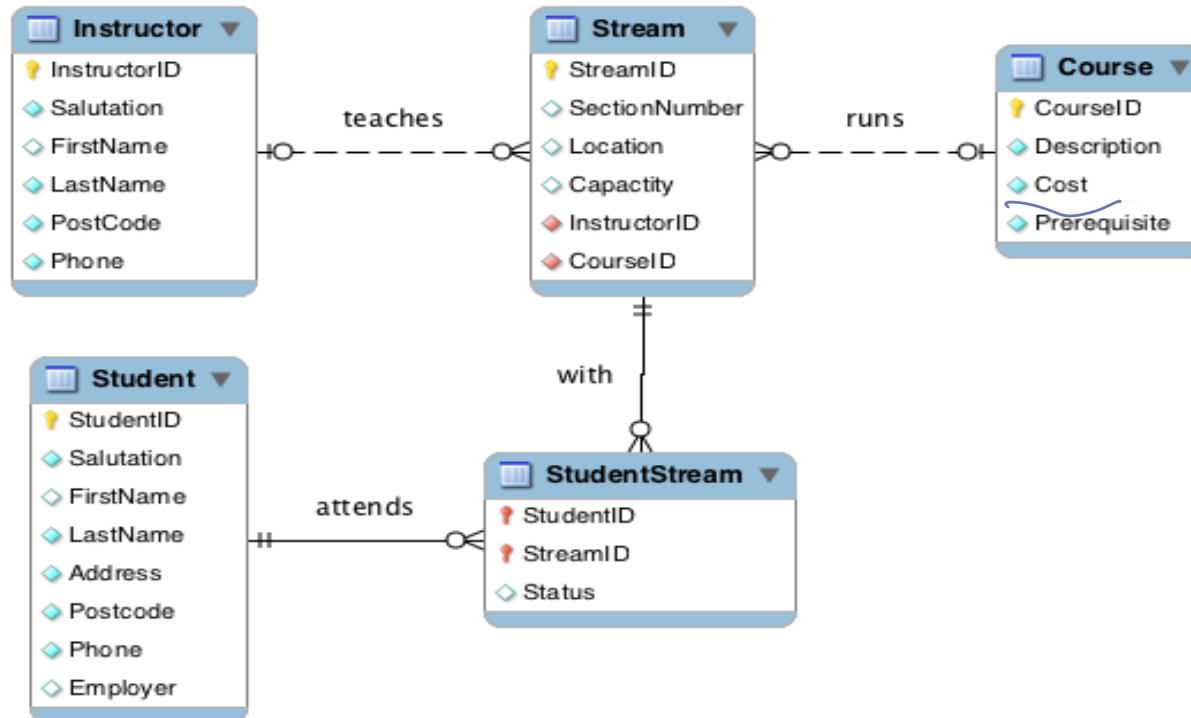 Instructor
InstructorID
Salutation
FirstName
LastName
PostCode
Phone
teaches
Stream
StreamID
SectionNumber
Location
Capactity
InstructorID
CourseID
runs
Course
CourseID
Description
Cost
Prerequisite
with
Student
StudentID
Salutation
FirstName
LastName
Address
Postcode
Phone
Employer
attends
StudentStream
StudentID
StreamID
Status